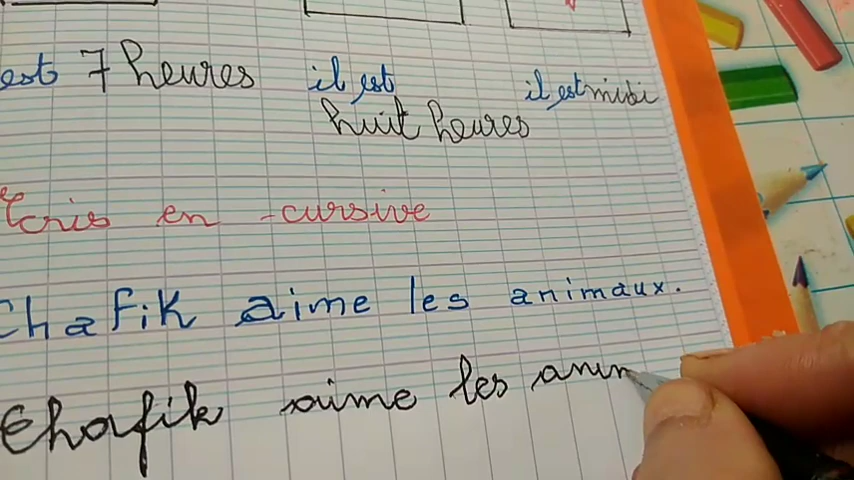 est 7 heures il est il est midi
huit heures
Ecris en cursive
Chafik aime les animaux.
Chafik aime les anim